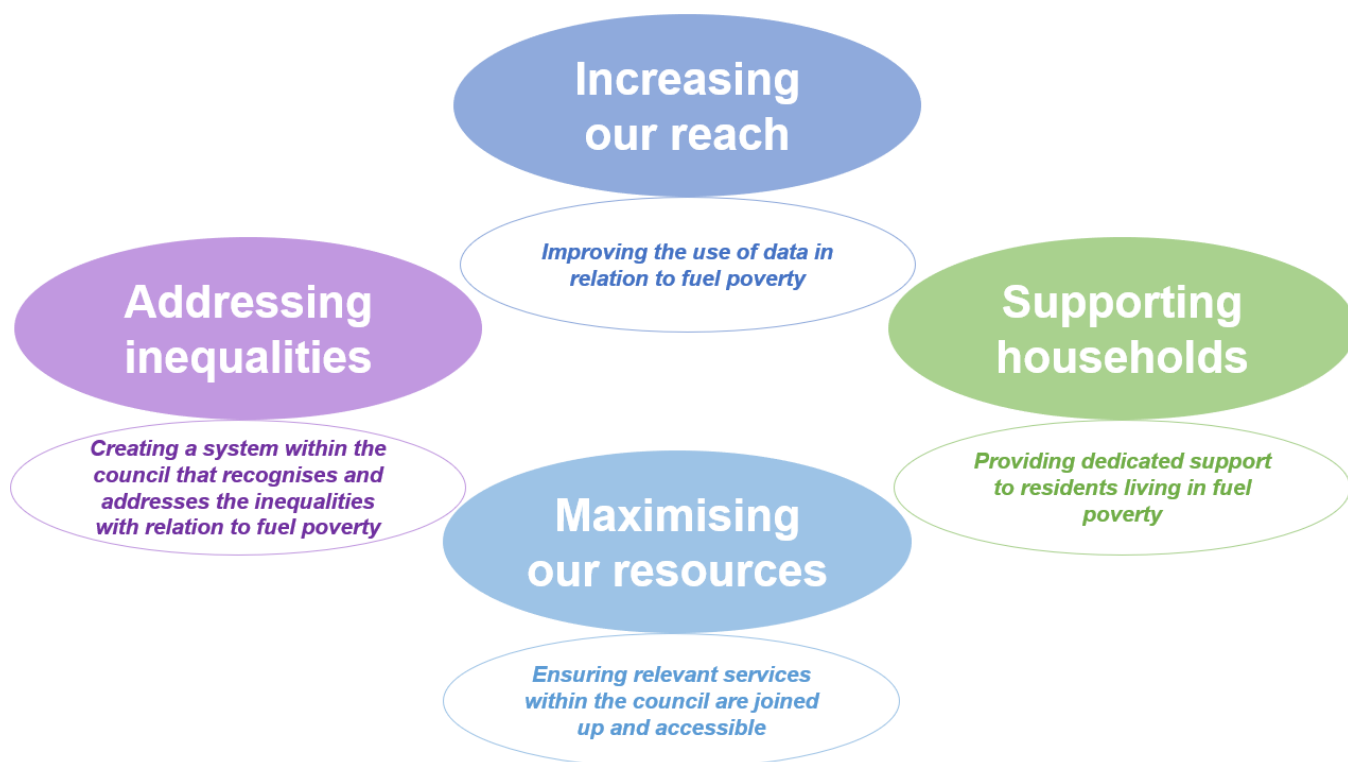 Increasing
our reach
Improving the use of data in
relation to fuel poverty
Addressing
inequalities
Creating a system within the
council that recognises and
addresses the inequalities
with relation to fuel poverty
Supporting
households
Providing dedicated support
to residents living in fuel
poverty
Maximising
our resources
Ensuring relevant services
within the council are joined
up and accessible